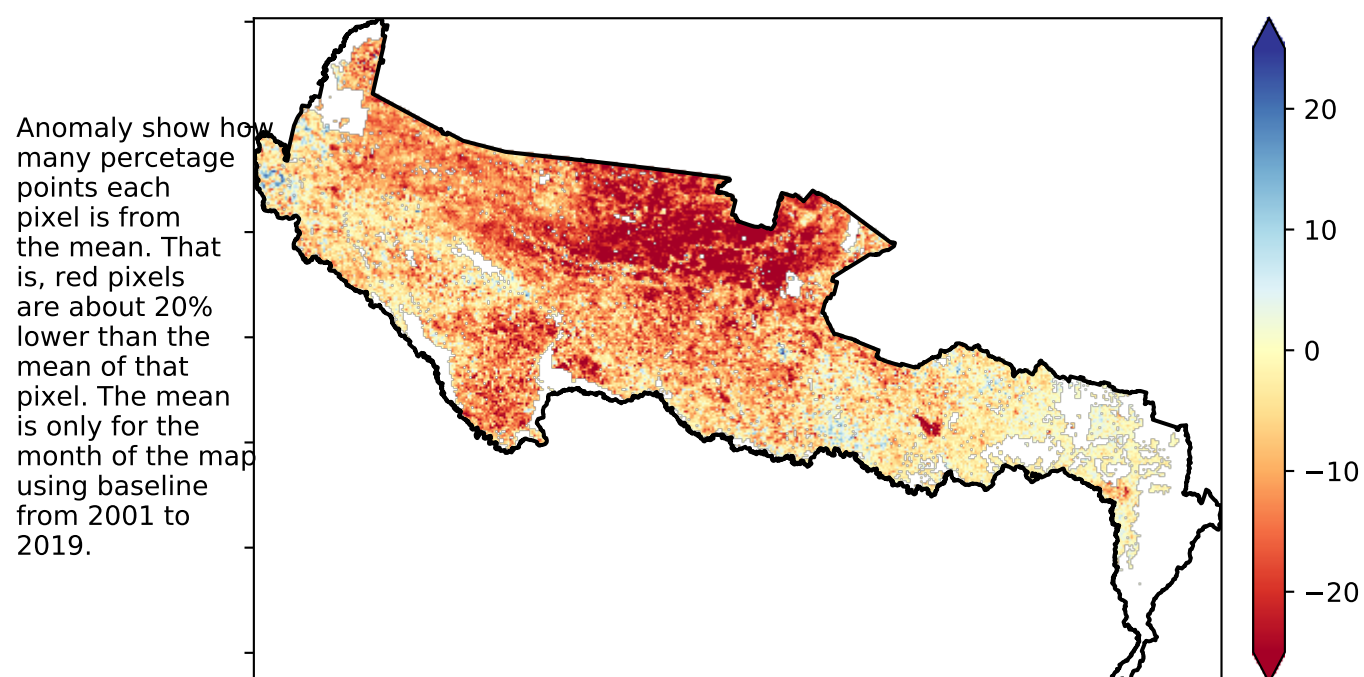 Anomaly show how
many percetage
points each
pixel is from
the mean. That
is, red pixels
are about 20%
lower than the
mean of that
pixel. The mean
is only for the
month of the map
using baseline
from 2001 to
2019.
20
10
0
−10
−20